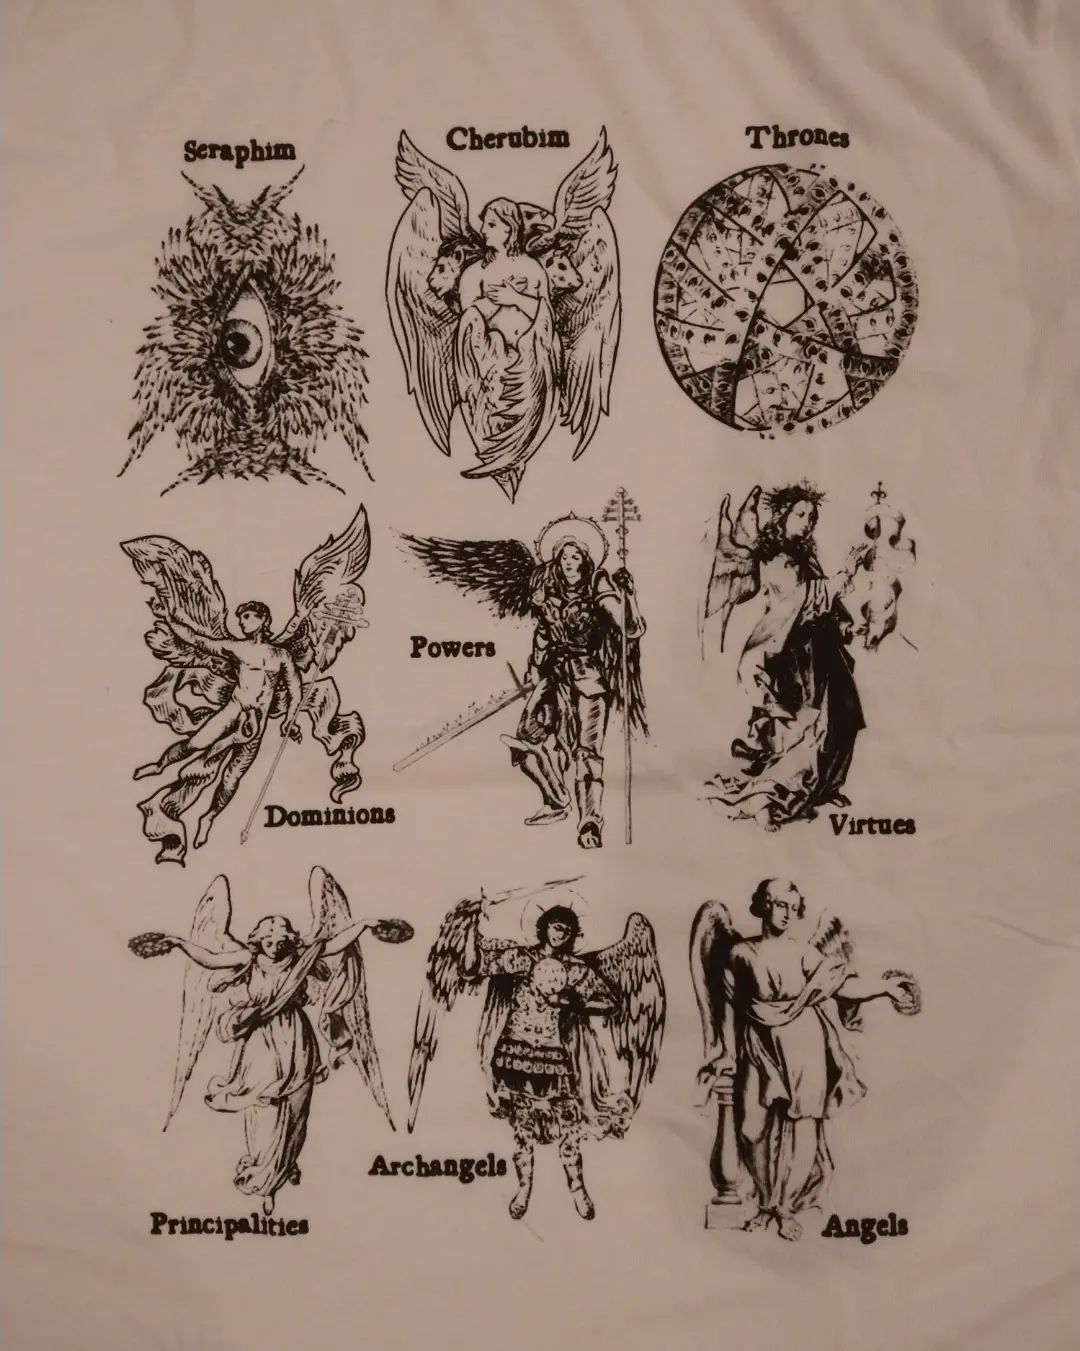 Seraphim
Cherubim
Thrones
Dominions
Powers
Virtues
Principalities
Archangels
Angels